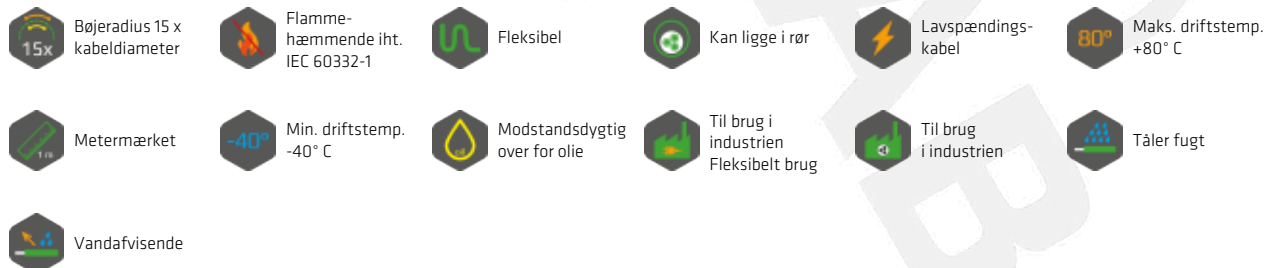 15x
Bøjeradius 15 x
kabeldiameter
Flamme-
hæmmende iht.
IEC 60332-1
Fleksibel
Kan ligge i rør
Lavspændings-
kabel
80°
Maks. driftstemp.
+80° C
1 m
Metermærket
-40°
Min. driftstemp.
-40° C
oil
Modstandsdygtig
over for olie
Til brug i
industrien
Fleksibelt brug
Til brug
i industrien
Tåler fugt
Vandafvisende